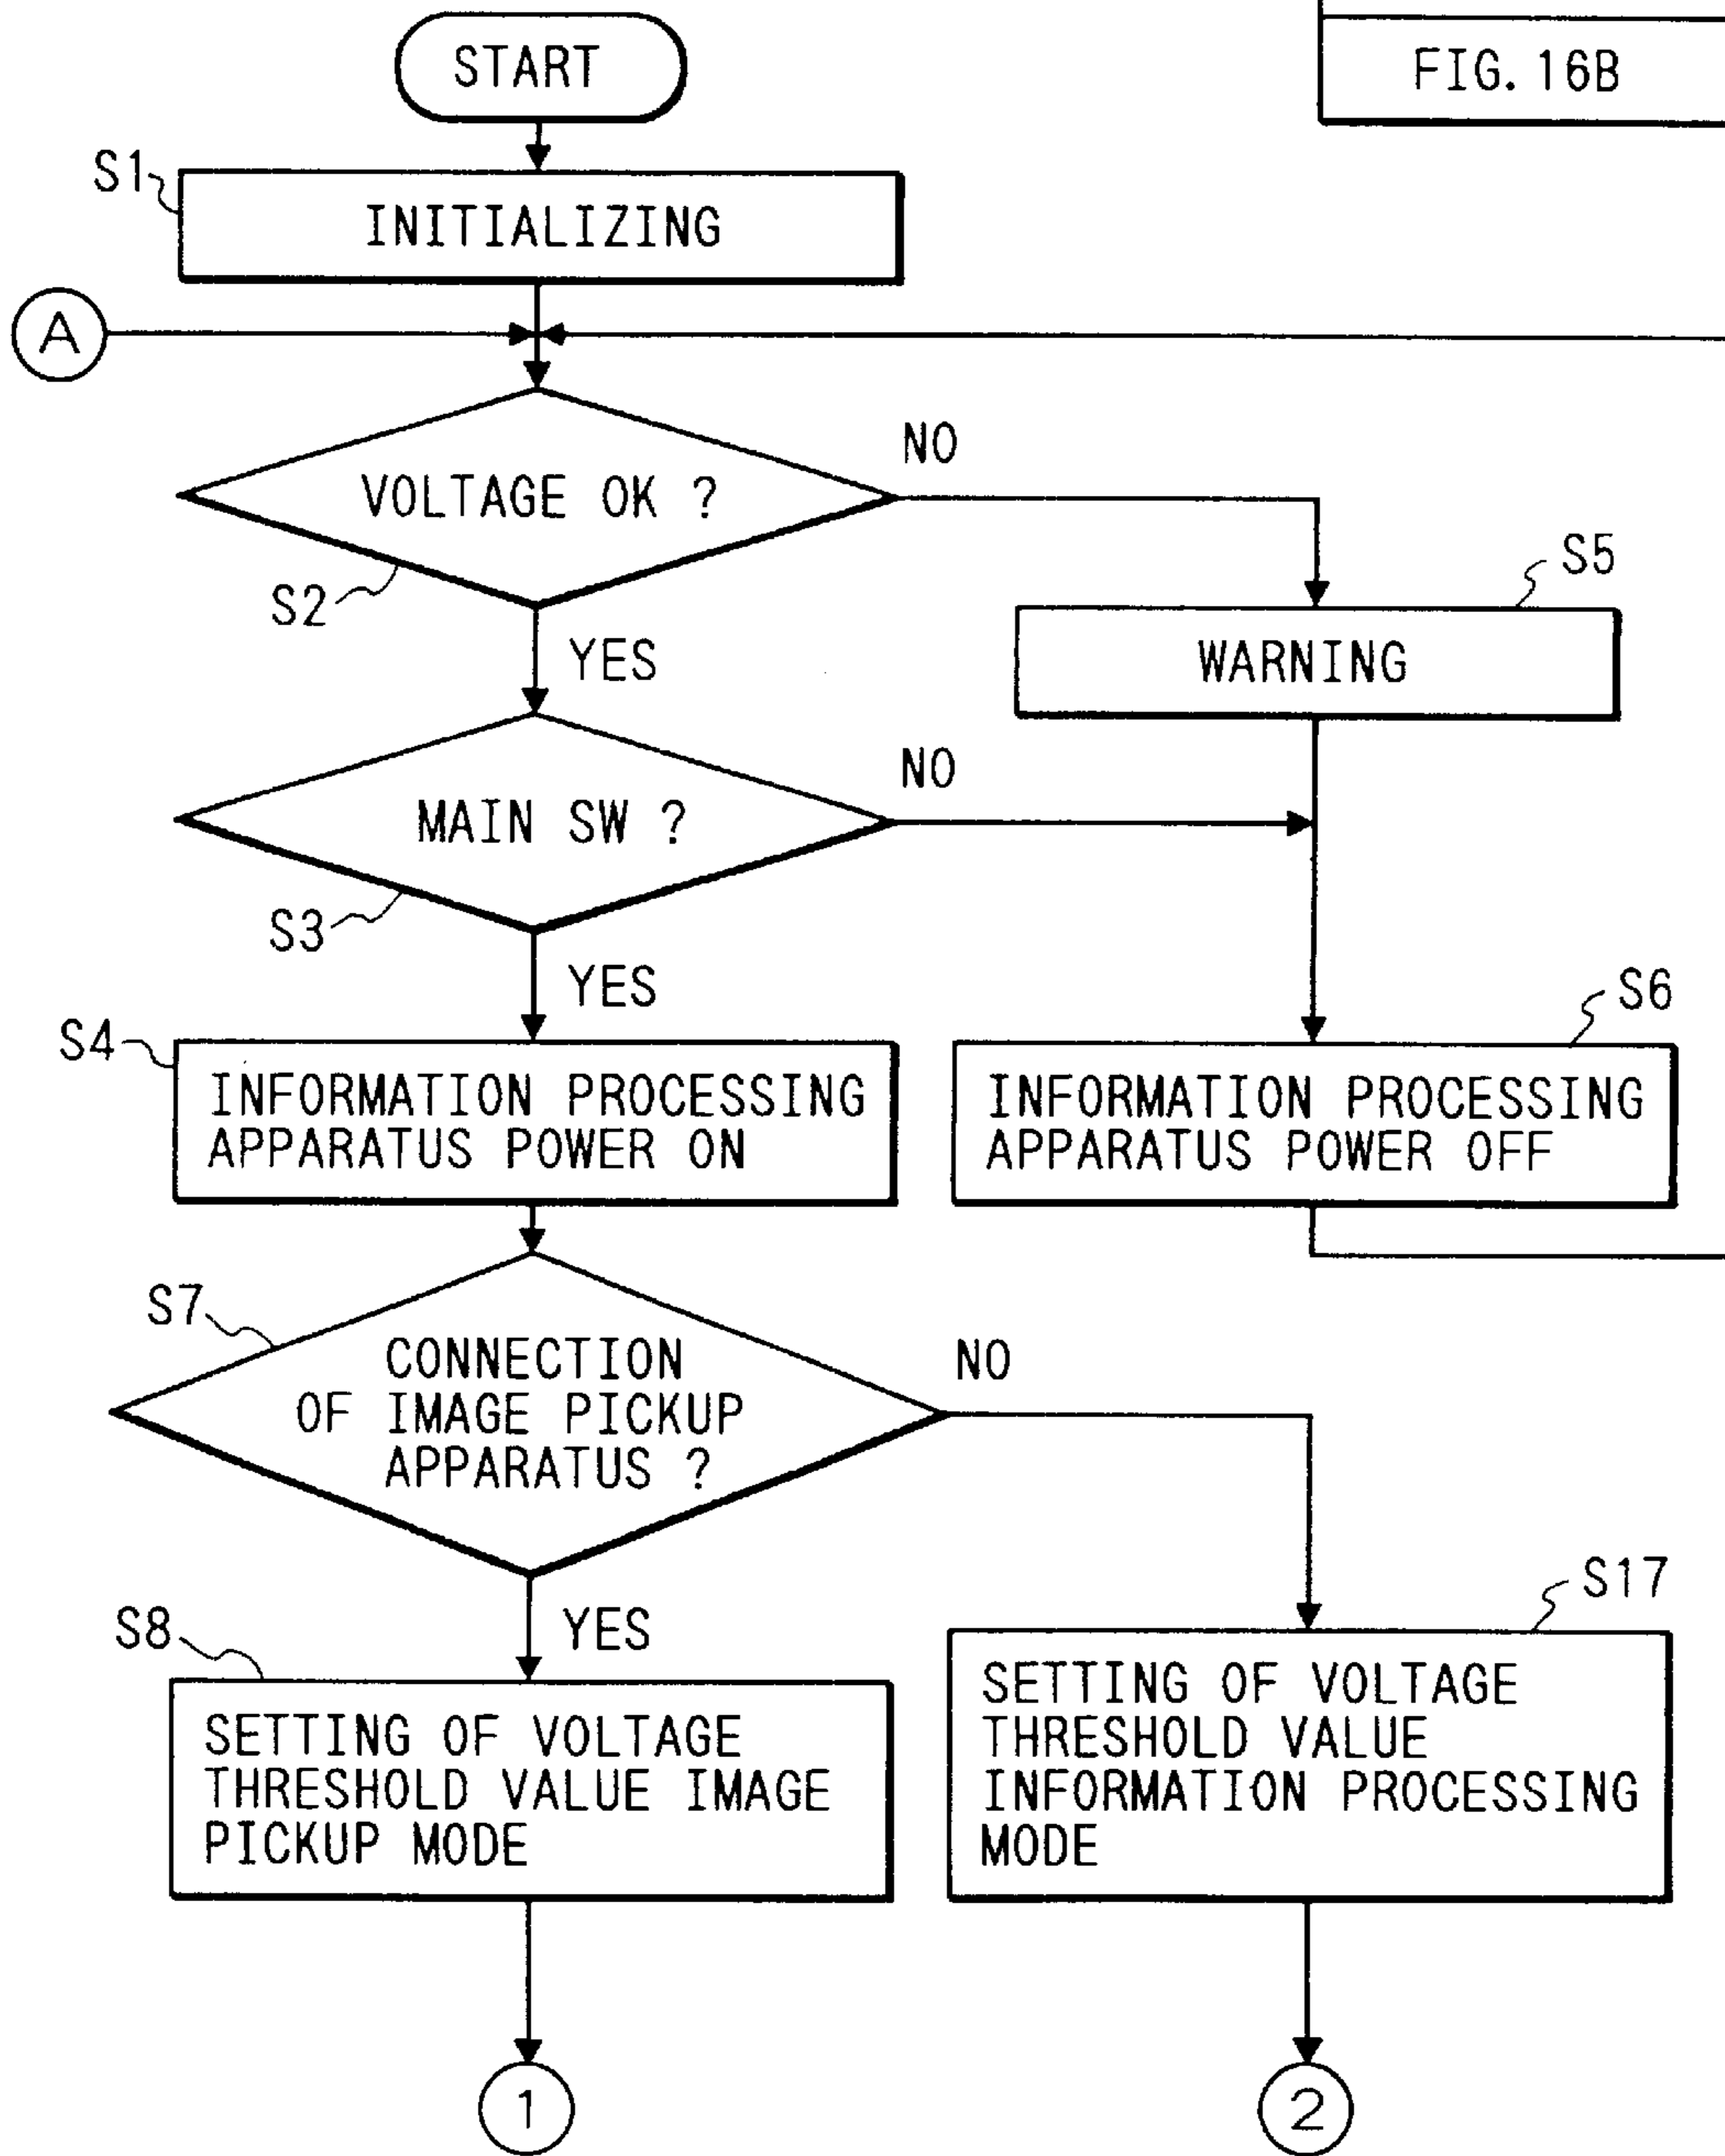 START
FIG. 16B
S1
INITIALIZING
A
NO
VOLTAGE OK ?
S2
S5
YES
WARNING
NO
MAIN SW ?
S3
YES
S6
S4
INFORMATION PROCESSING
APPARATUS POWER ON
INFORMATION PROCESSING
APPARATUS POWER OFF
S7
CONNECTION
OF IMAGE PICKUP
APPARATUS ?
NO
S17
YES
S8
SETTING OF VOLTAGE
THRESHOLD VALUE IMAGE
PICKUP MODE
SETTING OF VOLTAGE
THRESHOLD VALUE
INFORMATION PROCESSING
MODE
1
2